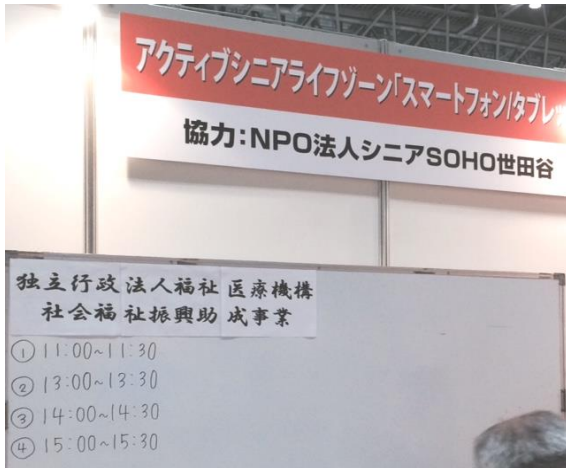 アクティブシニアライフゾーン「スマートフォン/タブレッ
協力:NPO法人シニアSOHO世田谷
独立行政法人福祉医療機構
社会福祉振興助成事業
① 11:00~11:30
② 13:00~13:30
③ 14:00~14:30
④ 15:00~15:30